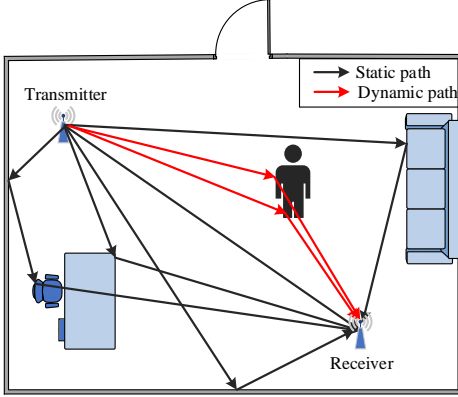 Static path
Dynamic path
Transmitter
Receiver